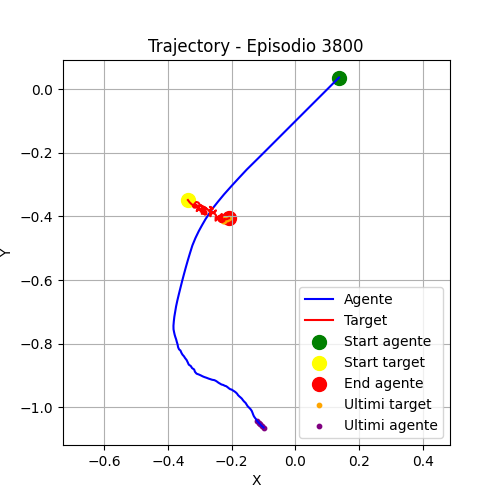 Trajectory - Episodio 3800
0.0
−0.2
−0.4
−0.6
−0.8
−1.0
Y
Agente
Target
Start agente
Start target
End agente
Ultimi target
Ultimi agente
−0.6 −0.4 −0.2 0.0 0.2 0.4
X